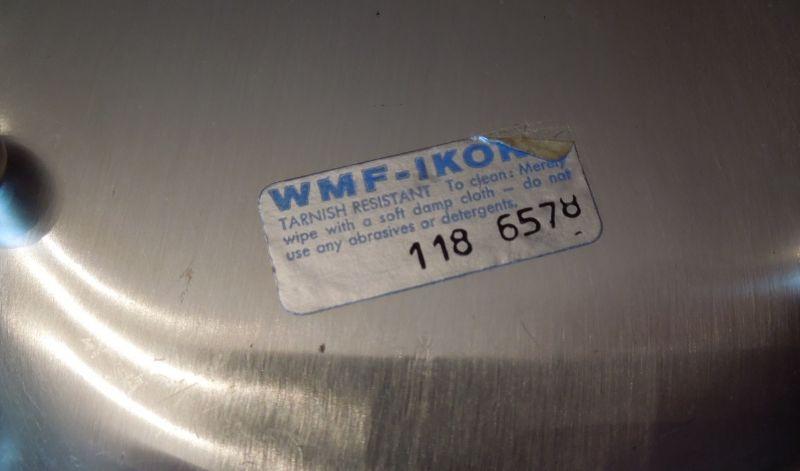 WMF-IKOR
TARNISH RESISTANT To clean: Merely
wipe with a soft damp cloth - do not
use any abrasives or detergents.
118 6578